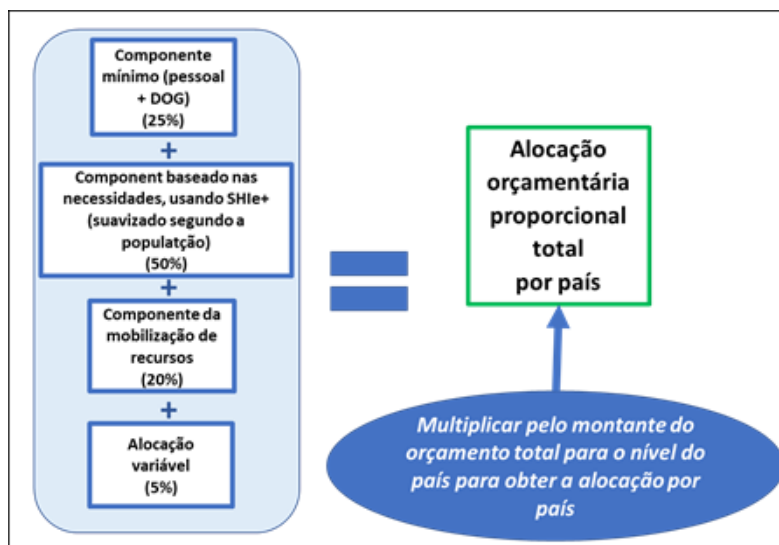 Componente
mínimo (pessoal
+ DOG)
(25%)
+
Component baseado nas
necessidades, usando SHIe+
(suavizado segundo a
populatção)
(50%)
+
Componente da
mobilização de
recursos
(20%)
+
Alocação
variável
(5%)
=
Alocação
orçamentária
proporcional
total
por país
Multiplicar pelo montante do
orçamento total para o nível do
país para obter a alocação por
país